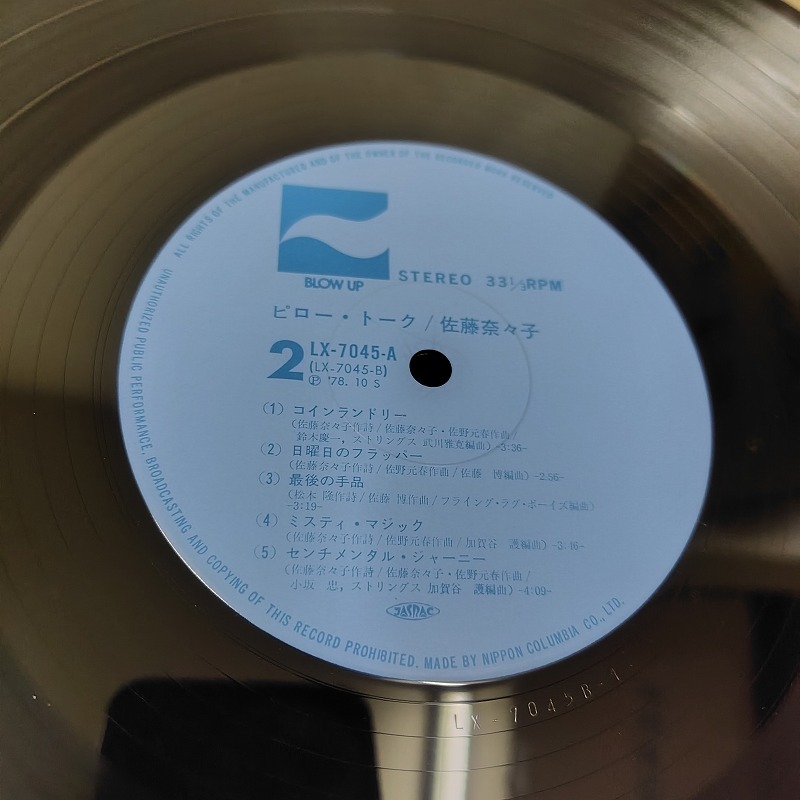 ALL RIGHTS OF THE MANUFACTURER AND OF THE OWNER OF THE RECORDED WORK RESERVED
BLOW UP
STEREO 33⅓RPM
ピロー・トーク/佐藤奈々子
2
LX-7045-A
(LX-7045-B)
Ⓟ '78. 10 S
(1) コインランドリー
(佐藤奈々子作詩/佐藤奈々子・佐野元春作曲/
鈴木慶一, ストリングス 武川雅寛編曲)-3:36-
(2) 日曜日のフラッパー
(佐藤奈々子作詩/佐野元春作曲/佐藤 博編曲)-2:56-
(3) 最後の手品
(松本 隆作詩/佐藤 博作曲/フライング・ラグ・ボーイズ編曲)
-3:19-
(4) ミスティ・マジック
(佐藤奈々子作詩/佐野元春作曲/加賀谷 護編曲)-3:16-
(5) センチメンタル・ジャーニー
(佐藤奈々子作詩/佐藤奈々子・佐野元春作曲/
小坂 忠, ストリングス 加賀谷 護編曲)-4:09-
JASRAC
UNAUTHORIZED PUBLIC PERFORMANCE, BROADCASTING AND COPYING OF THIS RECORD PROHIBITED. MADE BY NIPPON COLUMBIA CO., LTD.
LX-7045B-1